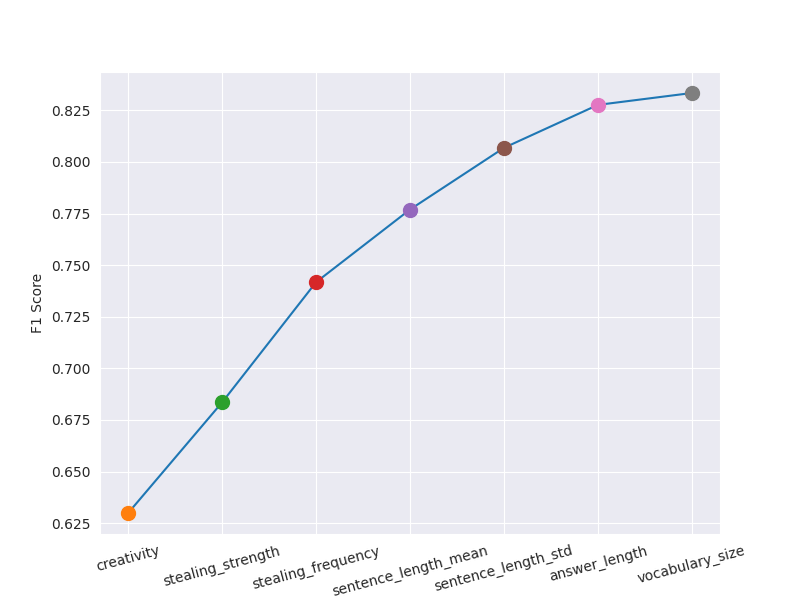 0.825
0.800
0.775
0.750
0.725
0.700
0.675
0.650
0.625
F1 Score
creativity
stealing_strength
stealing_frequency
sentence_length_mean
sentence_length_std
answer_length
vocabulary_size